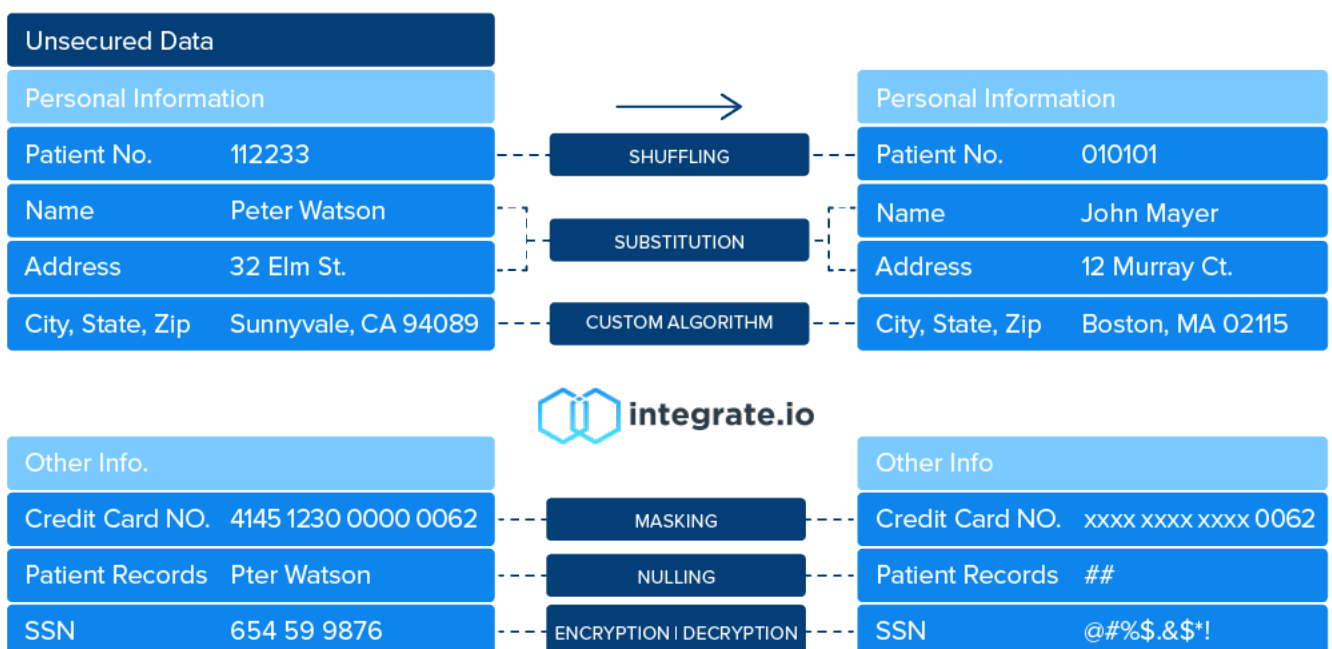 Unsecured Data
Personal Information
Personal Information
Patient No. 112233
SHUFFLING
Patient No. 010101
Name Peter Watson
Name John Mayer
SUBSTITUTION
Address 32 Elm St.
Address 12 Murray Ct.
City, State, Zip Sunnyvale, CA 94089
CUSTOM ALGORITHM
City, State, Zip Boston, MA 02115
integrate.io
Other Info.
Other Info
Credit Card NO. 4145 1230 0000 0062
MASKING
Credit Card NO. xxxx xxxx xxxx 0062
Patient Records Pter Watson
NULLING
Patient Records ##
SSN 654 59 9876
ENCRYPTION | DECRYPTION
SSN @#%$.&$*!